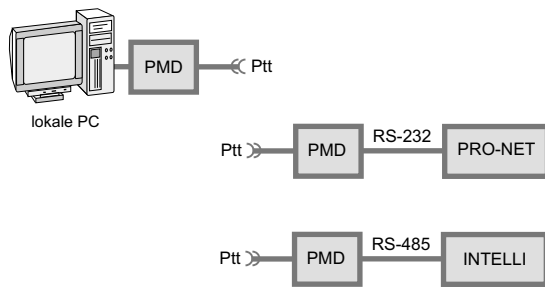 PMD
Ptt
lokale PC
Ptt
PMD
RS-232
PRO-NET
Ptt
PMD
RS-485
INTELLI